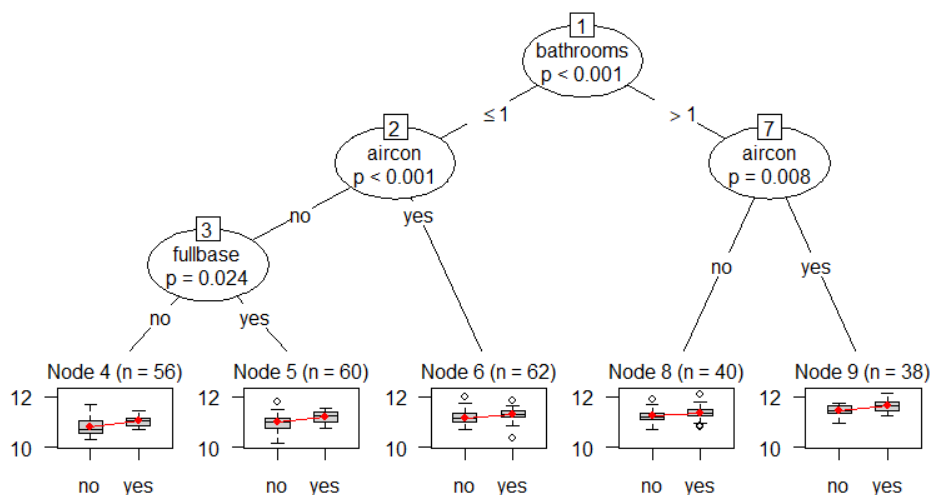 1
bathrooms
p < 0.001
≤ 1
> 1
2
aircon
p < 0.001
7
aircon
p = 0.008
no
yes
3
fullbase
p = 0.024
no
yes
no
yes
Node 4 (n = 56)
Node 5 (n = 60)
Node 6 (n = 62)
Node 8 (n = 40)
Node 9 (n = 38)
12
10
no yes
12
10
no yes
12
10
no yes
12
10
no yes
12
10
no yes